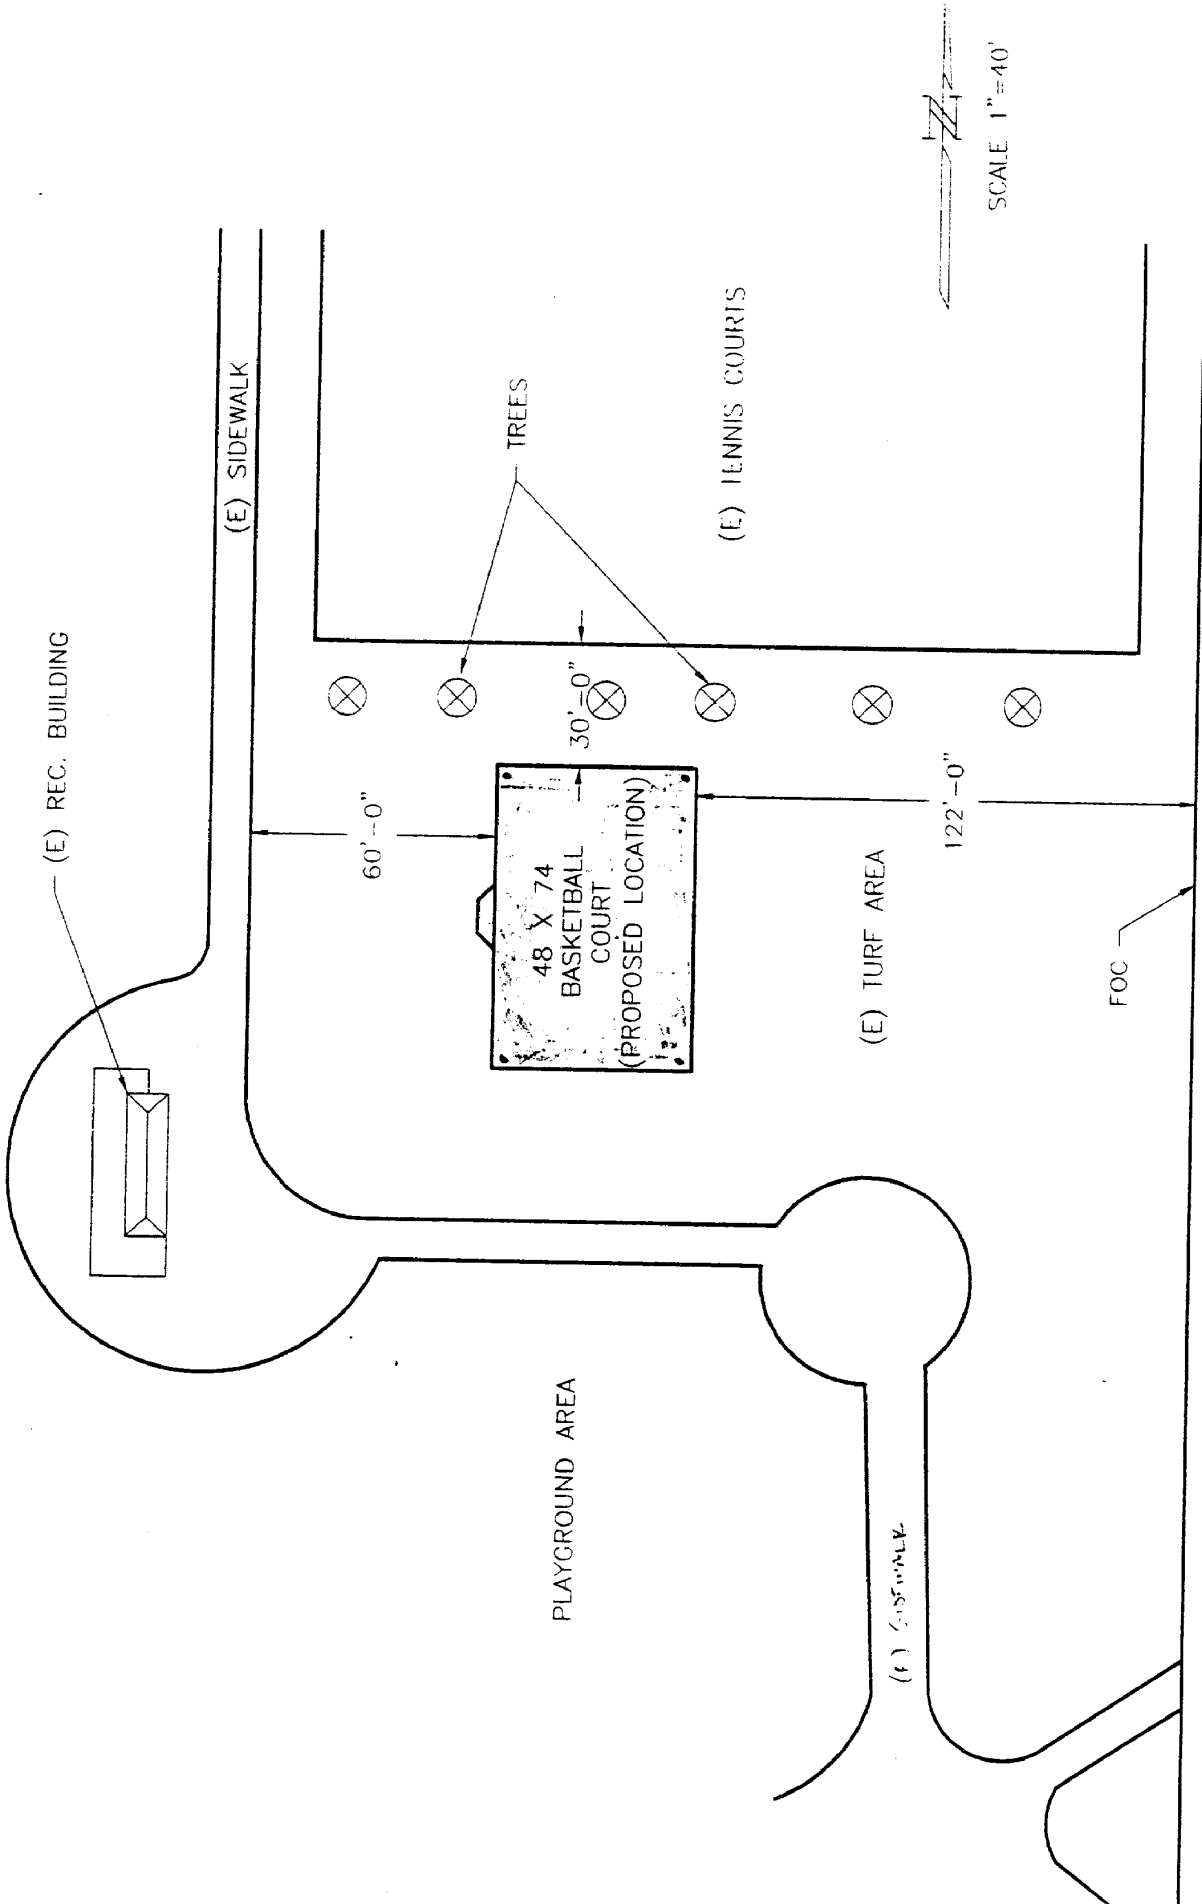 (E) REC. BUILDING
(E) SIDEWALK
TREES
(E) TENNIS COURTS
SCALE 1"=40'
60'-0"
30'-0"
48 X 74
BASKETBALL
COURT
(PROPOSED LOCATION)
122'-0"
(E) TURF AREA
FOC
PLAYGROUND AREA
(E) SIDEWALK
N